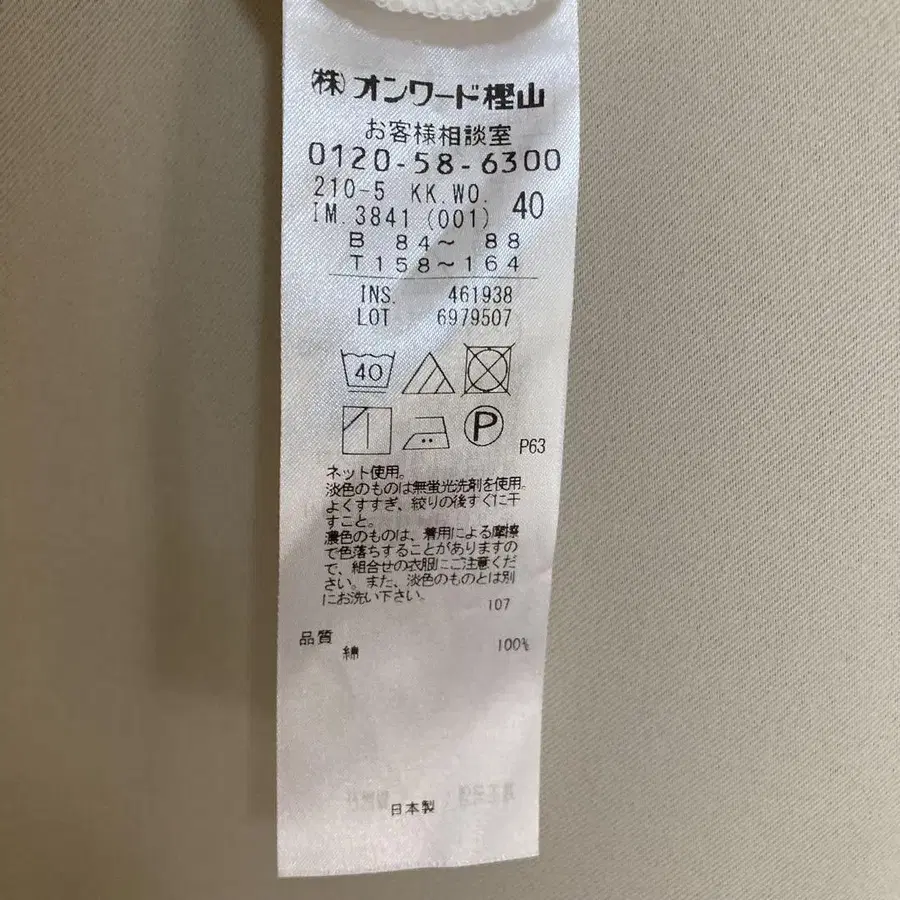 (株)オンワード樫山
お客様相談室
0120-58-6300
210-5 KK.WO.
IM.3841 (001) 40
B 84～ 88
T158～164
INS. 461938
LOT 6979507
40
P
P63
ネット使用。
淡色のものは無蛍光洗剤を使用。
よくすすぎ、絞りの後すぐに干
すこと。
濃色のものは、着用による摩擦
で色落ちすることがありますの
で、組合せの衣服にご注意くだ
さい。また、淡色のものとは別
にお洗い下さい。
107
品質
綿 100%
日本製